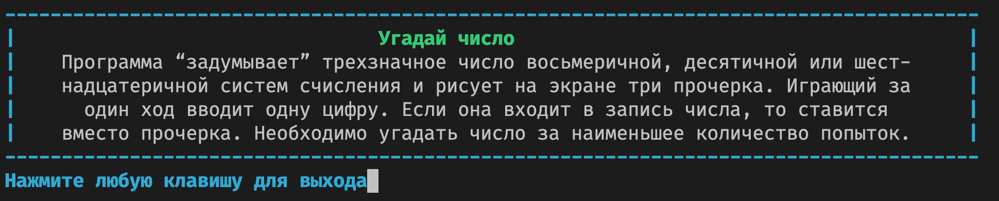 Угадай число
Программа “задумывает” трехзначное число восьмеричной, десятичной или шест-
надцатеричной систем счисления и рисует на экране три прочерка. Играющий за
один ход вводит одну цифру. Если она входит в запись числа, то ставится
вместо прочерка. Необходимо угадать число за наименьшее количество попыток.
Нажмите любую клавишу для выхода